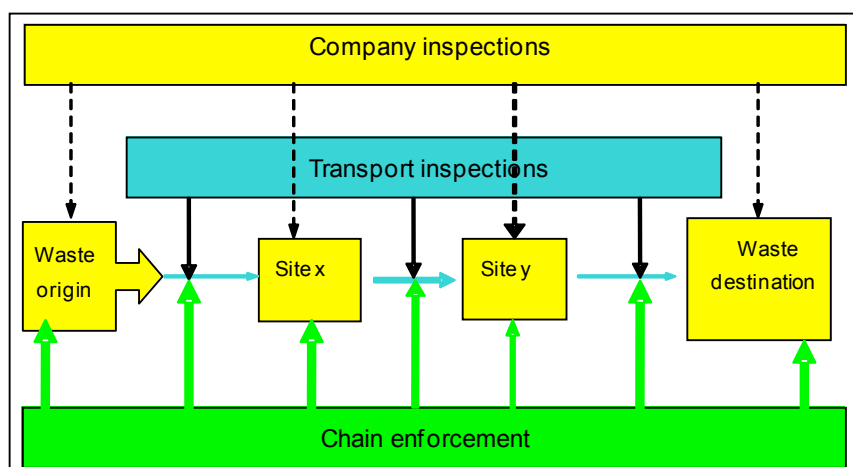 Company inspections
Transport inspections
Waste
origin
Site x
Site y
Waste
destination
Chain enforcement